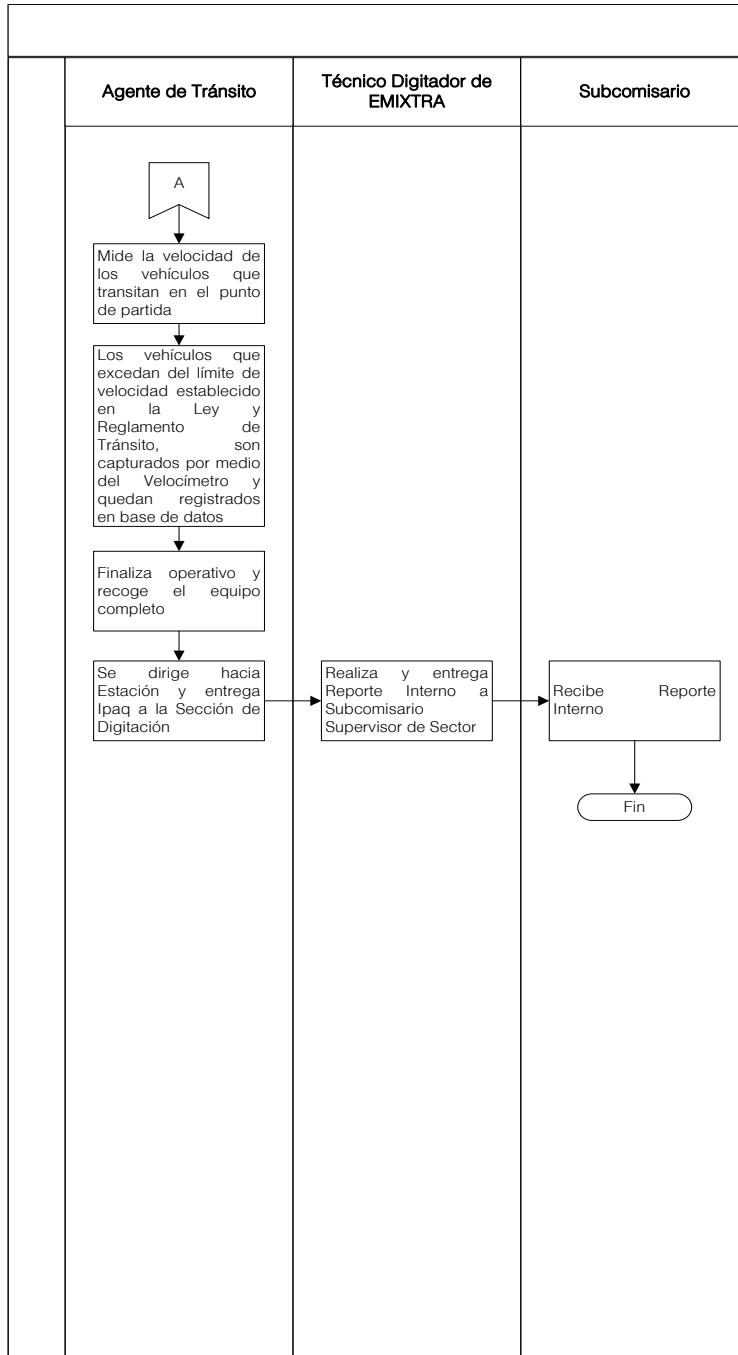 Agente de Tránsito
Técnico Digitador de
EMIXTRA
Subcomisario
A
Mide la velocidad de
los vehículos que
transitan en el punto
de partida
Los vehículos que
excedan del límite de
velocidad establecido
en la Ley y
Reglamento de
Tránsito, son
capturados por medio
del Velocímetro y
quedan registrados
en base de datos
Finaliza operativo y
recoge el equipo
completo
Se dirige hacia
Estación y entrega
Ipaq a la Sección de
Digitación
Realiza y entrega
Reporte Interno a
Subcomisario
Supervisor de Sector
Recibe Reporte
Interno
Fin